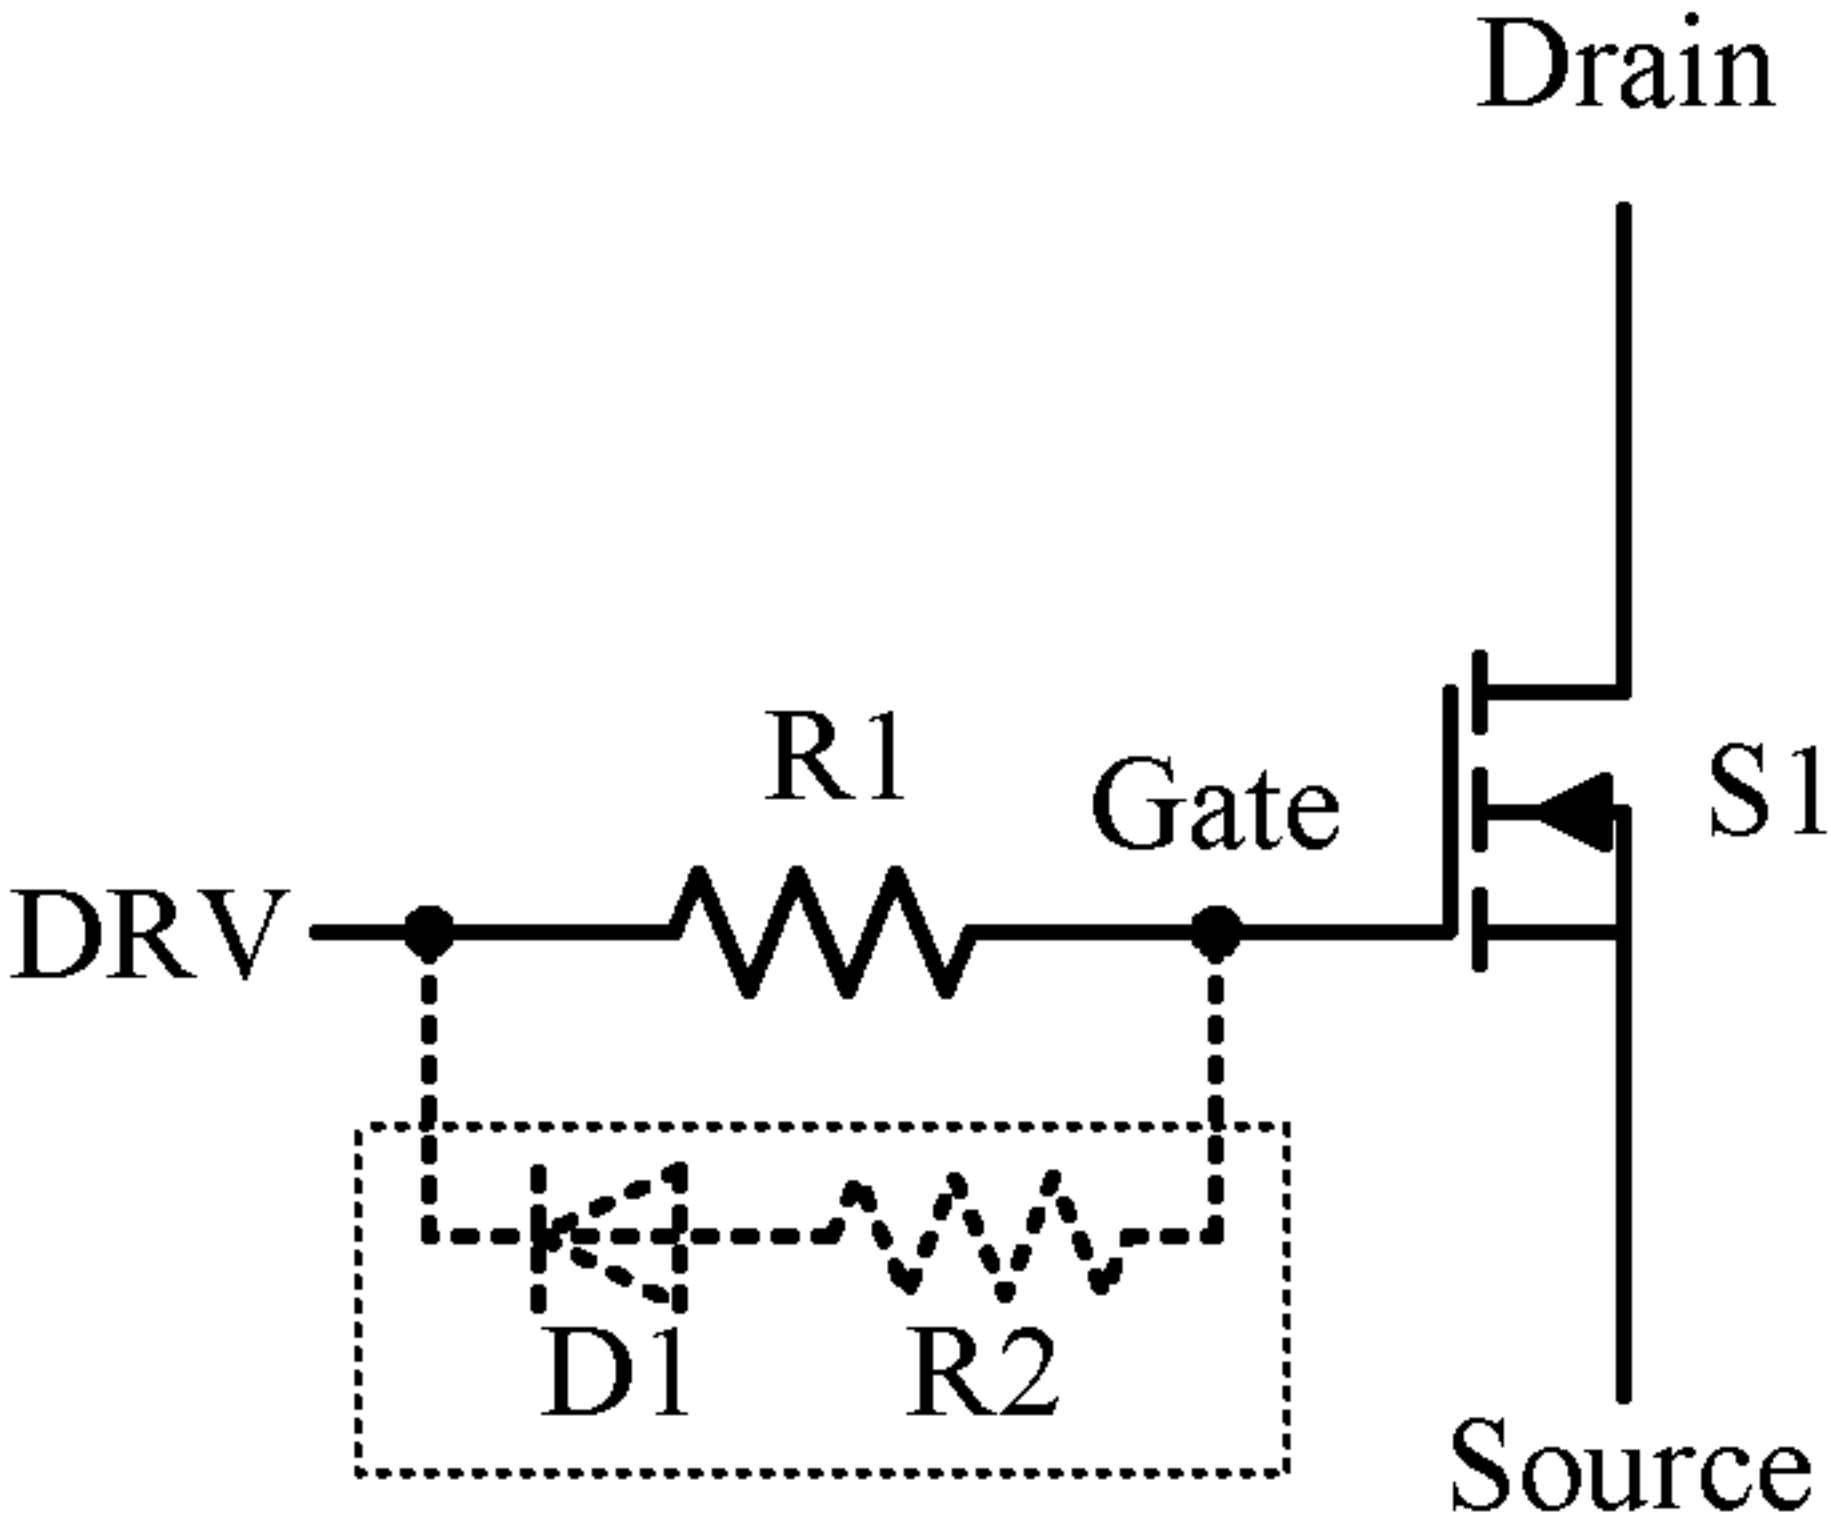 Drain
R1
Gate
S1
DRV
D1
R2
Source